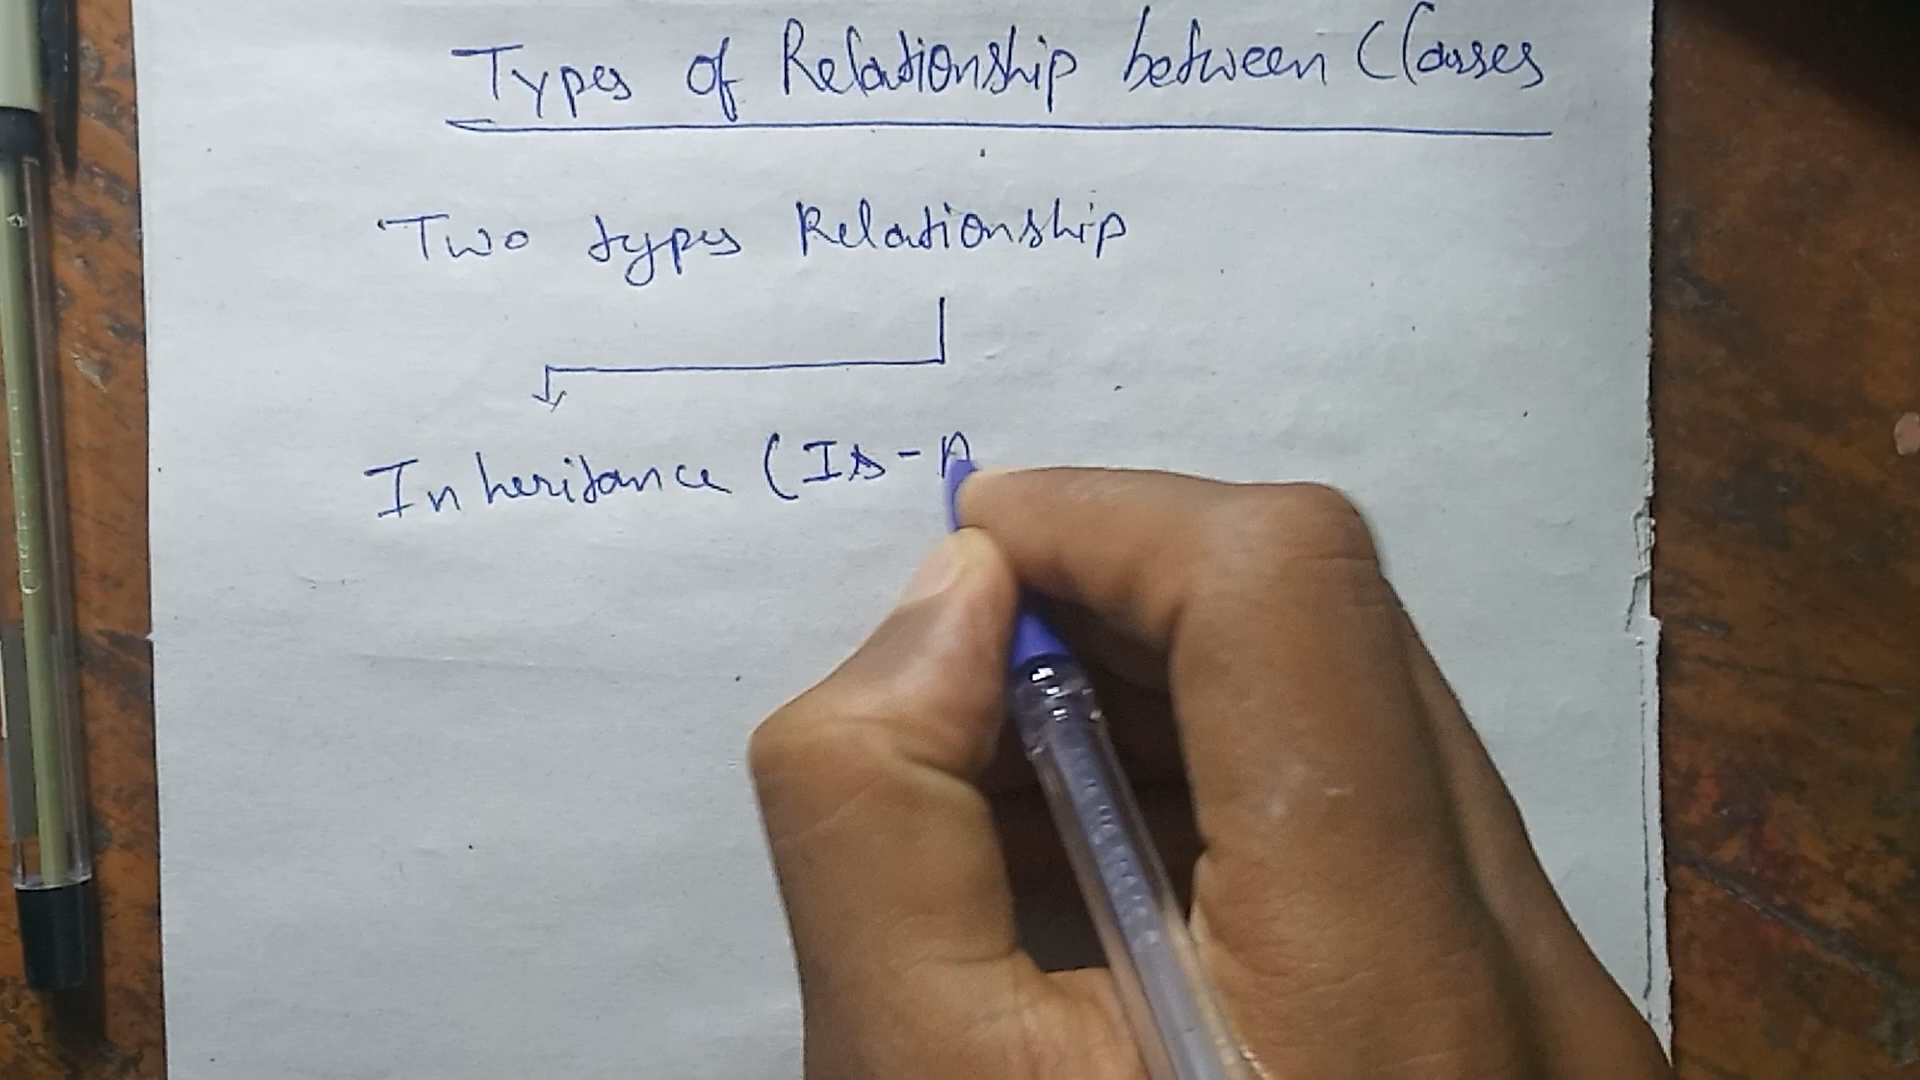 Types of Relationship between Classes
Two types Relationship
Inheritance (Is-A